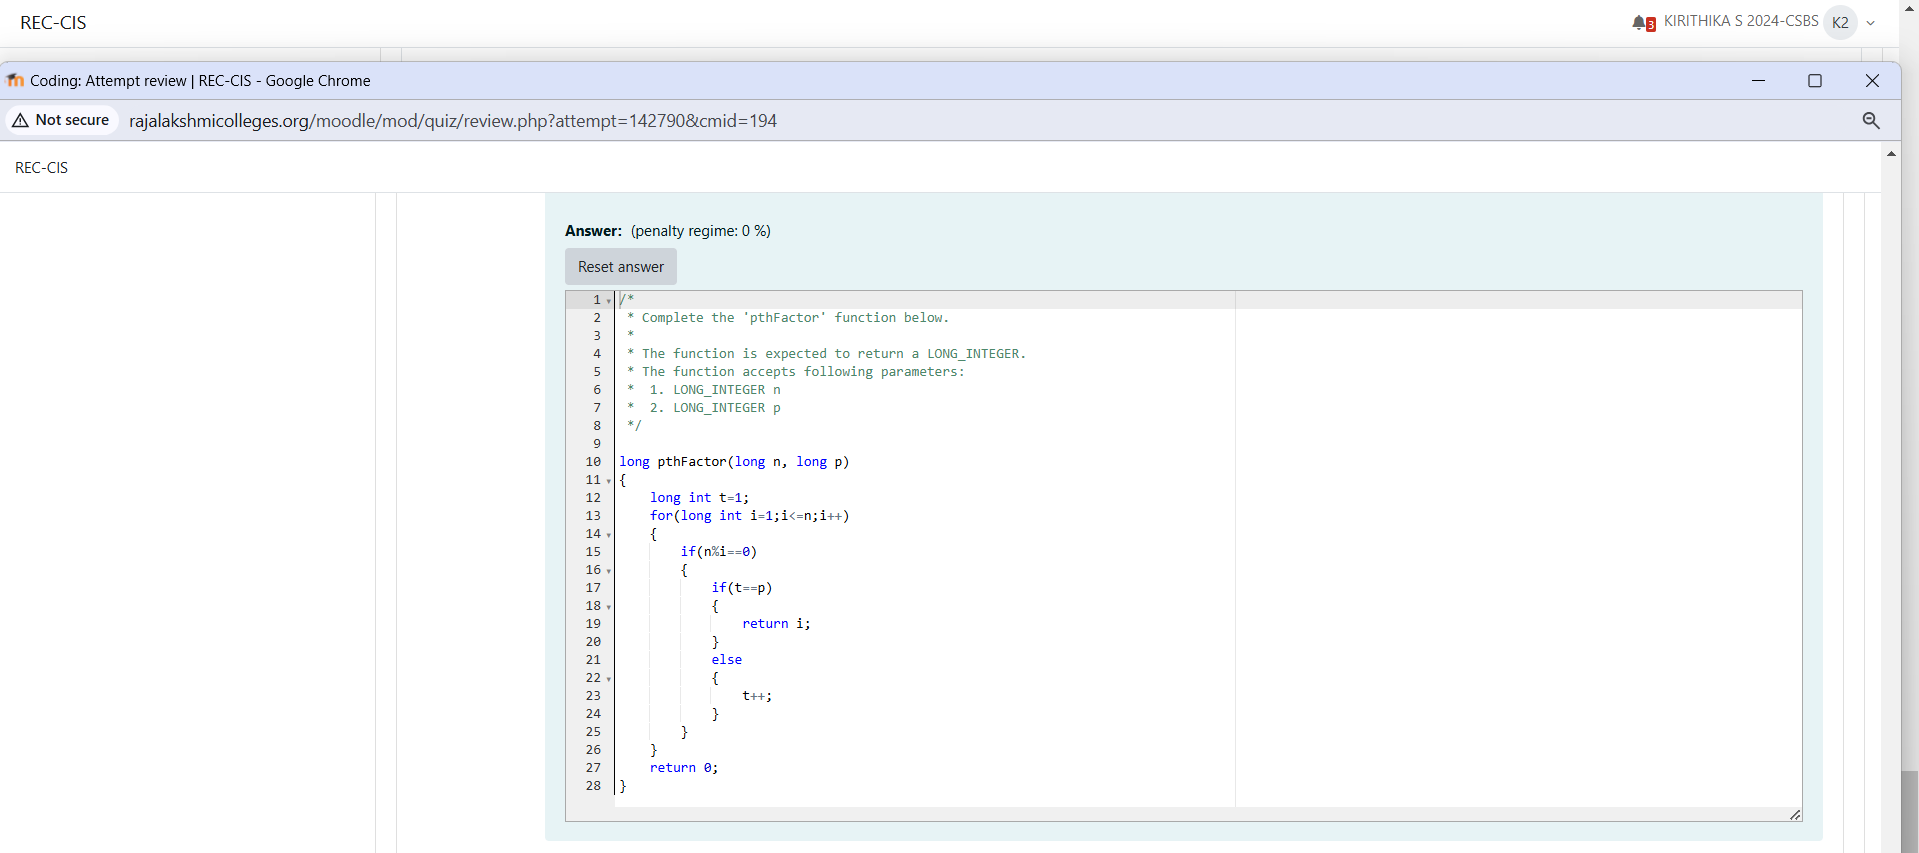 REC-CIS
3 KIRITHIKA S 2024-CSBS K2
Coding: Attempt review | REC-CIS - Google Chrome
Not secure rajalakshmicolleges.org/moodle/mod/quiz/review.php?attempt=142790&cmid=194
REC-CIS
Answer: (penalty regime: 0 %)
Reset answer
1 /*
2  * Complete the 'pthFactor' function below.
3  *
4  * The function is expected to return a LONG_INTEGER.
5  * The function accepts following parameters:
6  *  1. LONG_INTEGER n
7  *  2. LONG_INTEGER p
8  */
9
10 long pthFactor(long n, long p)
11 {
12     long int t=1;
13     for(long int i=1;i<=n;i++)
14     {
15         if(n%i==0)
16         {
17             if(t==p)
18             {
19                 return i;
20             }
21             else
22             {
23                 t++;
24             }
25         }
26     }
27     return 0;
28 }